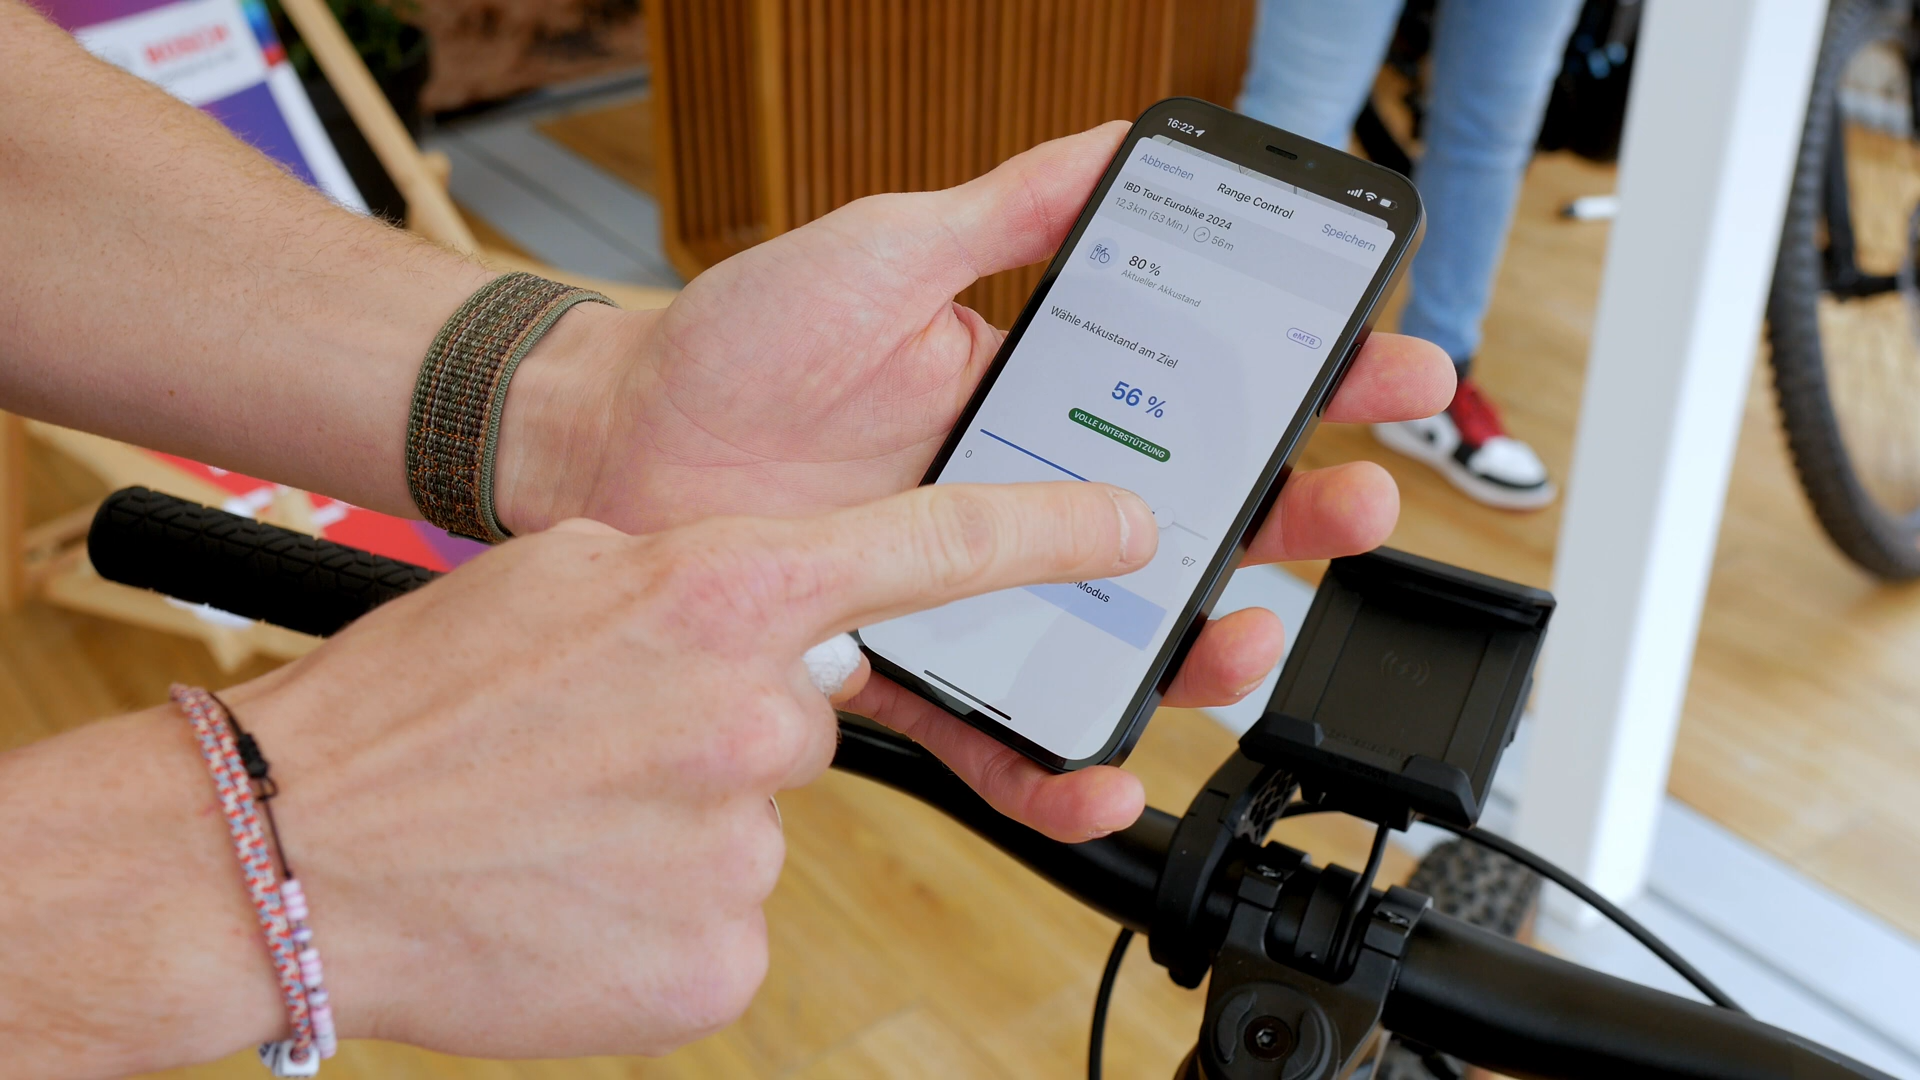 16:22
Abbrechen
Range Control
Speichern
IBD Tour Eurobike 2024
12,3 km (53 Min.) 56 m
80 %
Aktueller Akkustand
eMTB
Wähle Akkustand am Ziel
56 %
VOLLE UNTERSTÜTZUNG
0
67
-Modus